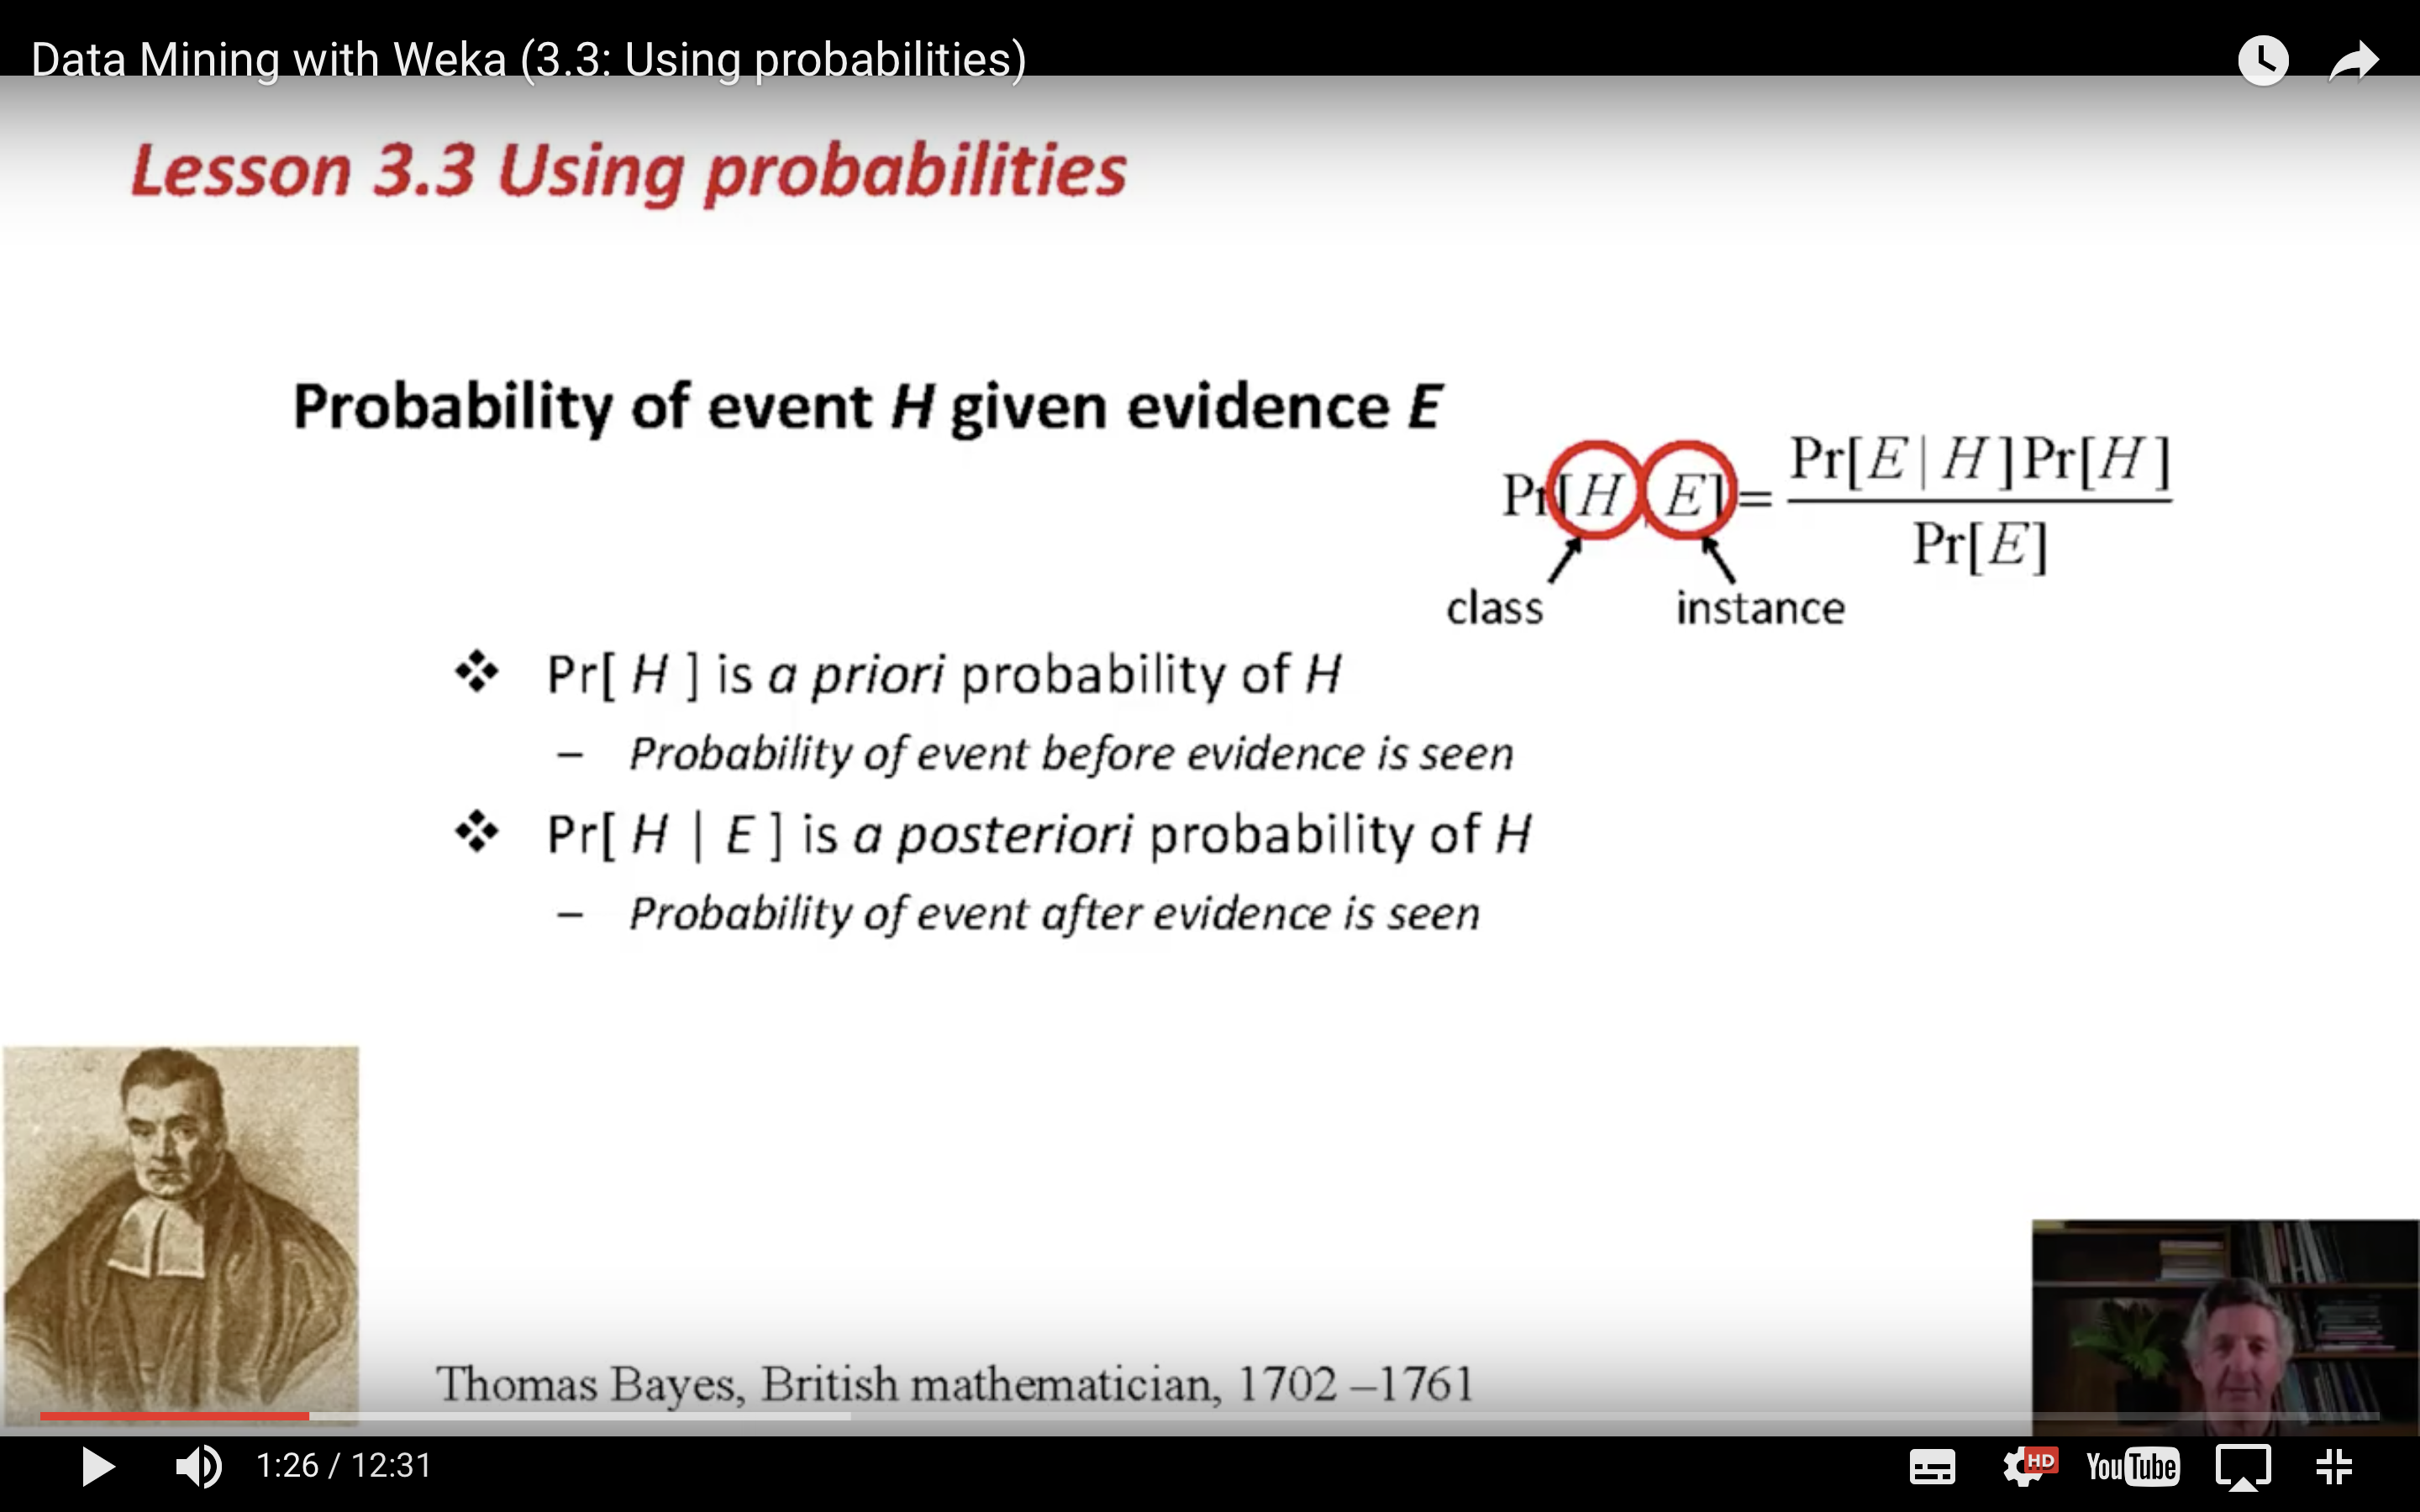 Data Mining with Weka (3.3: Using probabilities)
Lesson 3.3 Using probabilities
Probability of event H given evidence E
Pr[H|E] = Pr[E|H]Pr[H]
Pr[E]
class instance
❖ Pr[ H ] is a priori probability of H
– Probability of event before evidence is seen
❖ Pr[ H | E ] is a posteriori probability of H
– Probability of event after evidence is seen
Thomas Bayes, British mathematician, 1702 –1761
1:26 / 12:31
HD
YouTube